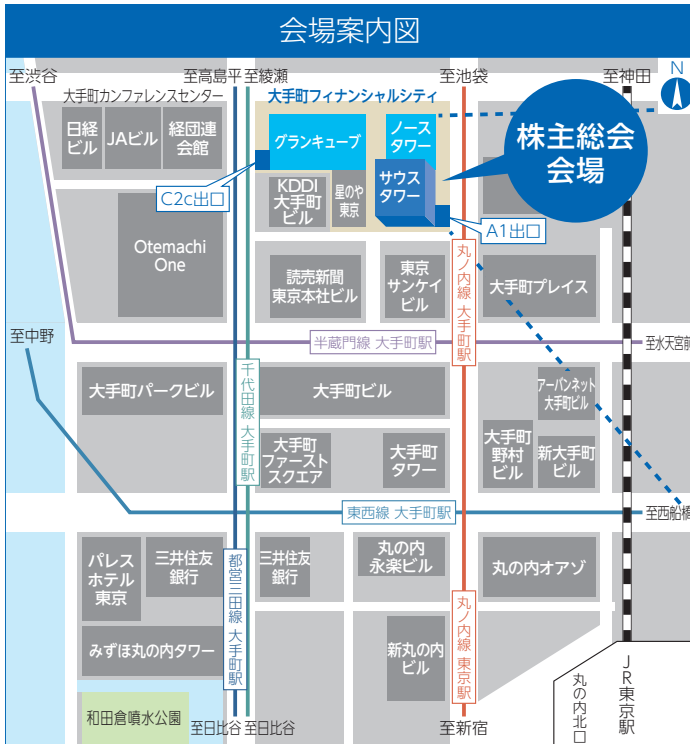 会場案内図
至渋谷
至高島平
至綾瀬
至池袋
至神田
N
大手町カンファレンスセンター
大手町フィナンシャルシティ
日経
ビル
JAビル
経団連
会館
グランキューブ
ノース
タワー
株主総会
会場
C2c出口
KDDI
大手町
ビル
星のや
東京
サウス
タワー
A1出口
Otemachi
One
読売新聞
東京本社ビル
東京
サンケイ
ビル
丸ノ内線 大手町駅
大手町プレイス
至中野
半蔵門線 大手町駅
至水天宮前
千代田線 大手町駅
大手町パークビル
大手町ビル
アーバンネット
大手町ビル
大手町
ファースト
スクエア
大手町
タワー
大手町
野村
ビル
新大手町
ビル
東西線 大手町駅
至西船橋
パレス
ホテル
東京
三井住友
銀行
都営三田線 大手町駅
三井住友
銀行
丸の内
永楽ビル
丸ノ内線 東京駅
丸の内オアゾ
みずほ丸の内タワー
新丸の内
ビル
和田倉噴水公園
至日比谷
至日比谷
至新宿
丸の内北口
JR東京駅